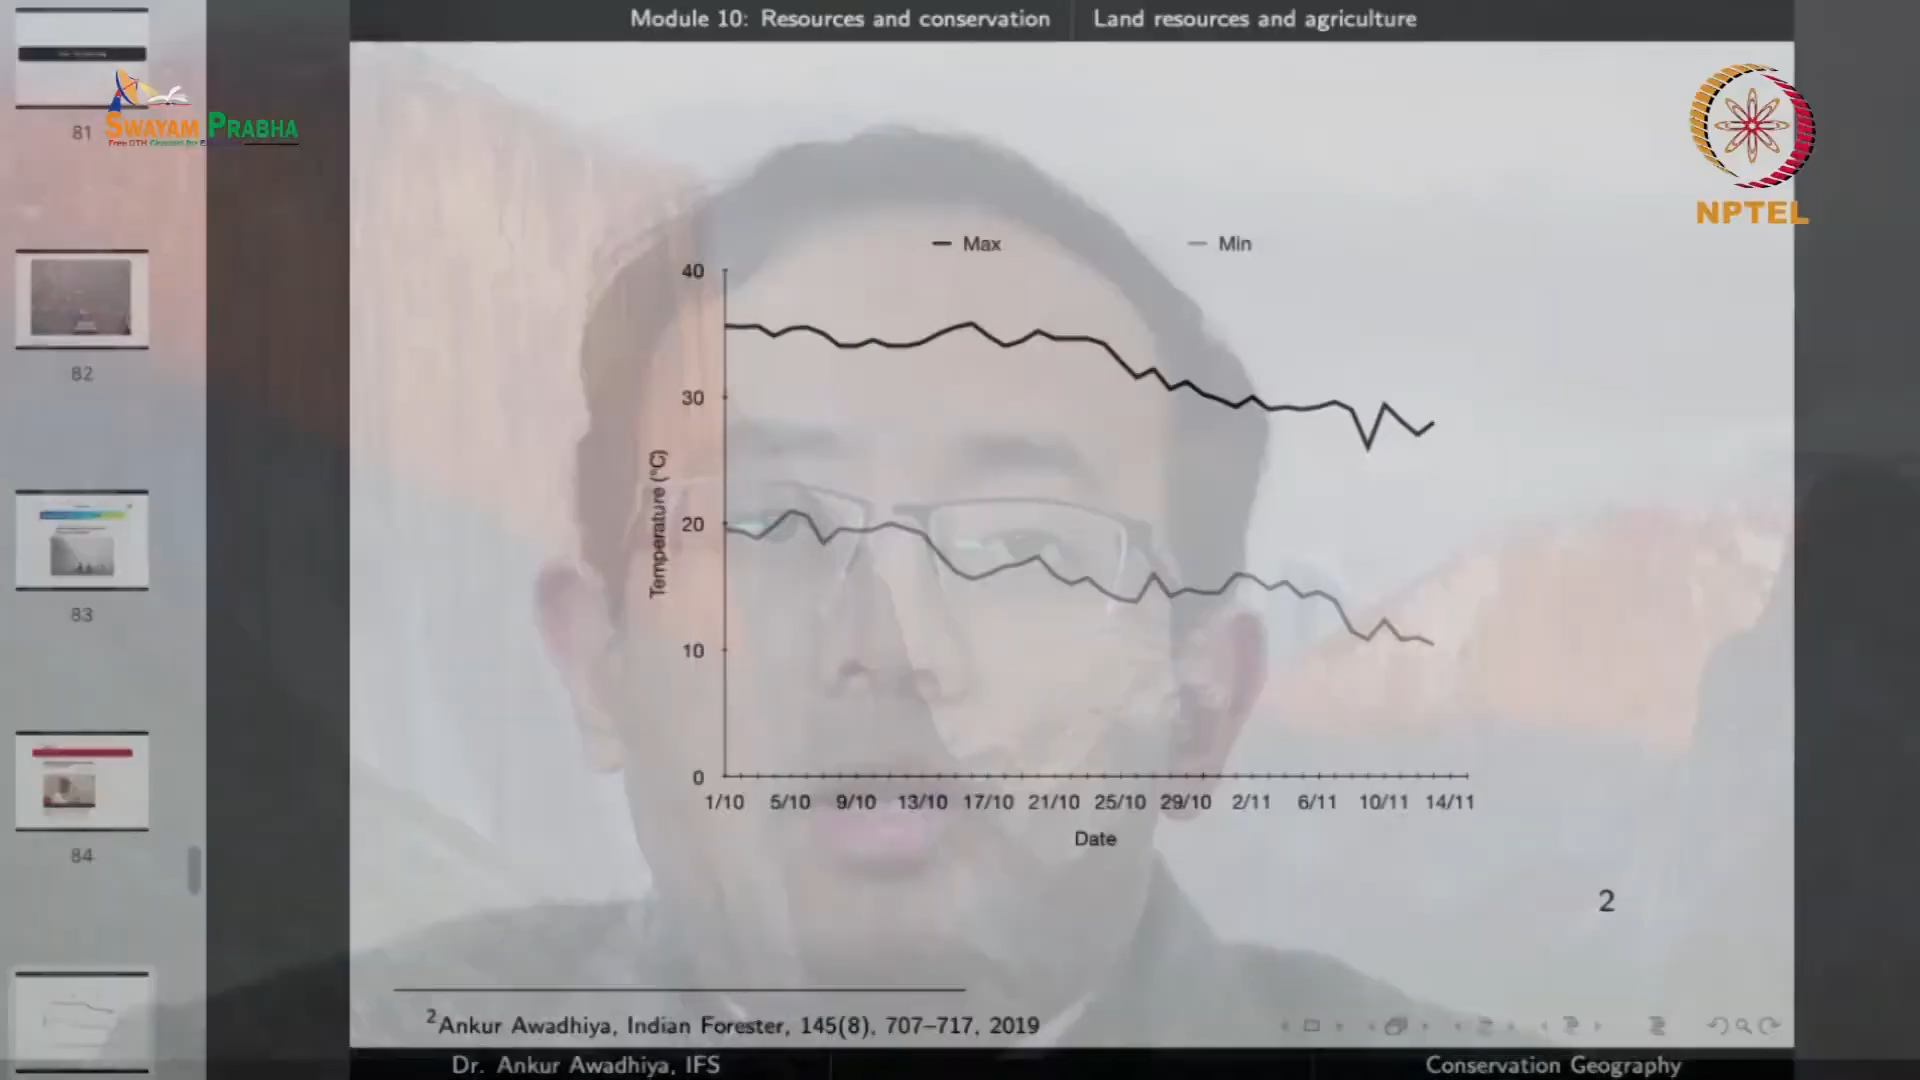 Module 10: Resources and conservation
Land resources and agriculture
81
SWAYAM PRABHA
Free DTH
NPTEL
82
83
84
Max
Min
40
30
20
10
0
Temperature (°C)
1/10 5/10 9/10 13/10 17/10 21/10 25/10 29/10 2/11 6/11 10/11 14/11
Date
2
2Ankur Awadhiya, Indian Forester, 145(8), 707–717, 2019
Dr. Ankur Awadhiya, IFS
Conservation Geography